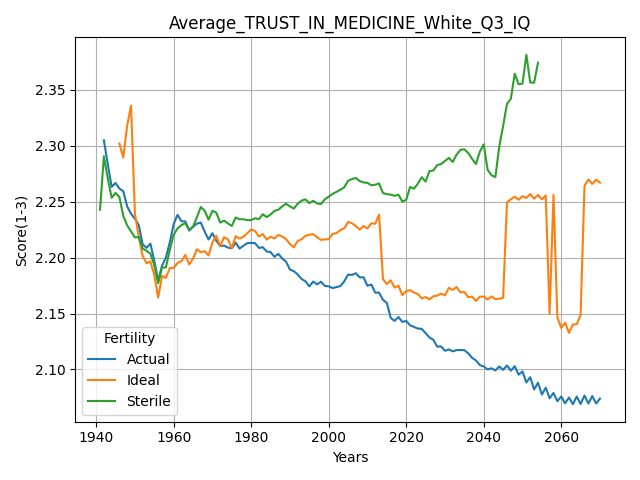 Average_TRUST_IN_MEDICINE_White_Q3_IQ
Score(1-3)
2.35
2.30
2.25
2.20
2.15
2.10
Fertility
Actual
Ideal
Sterile
1940 1960 1980 2000 2020 2040 2060
Years